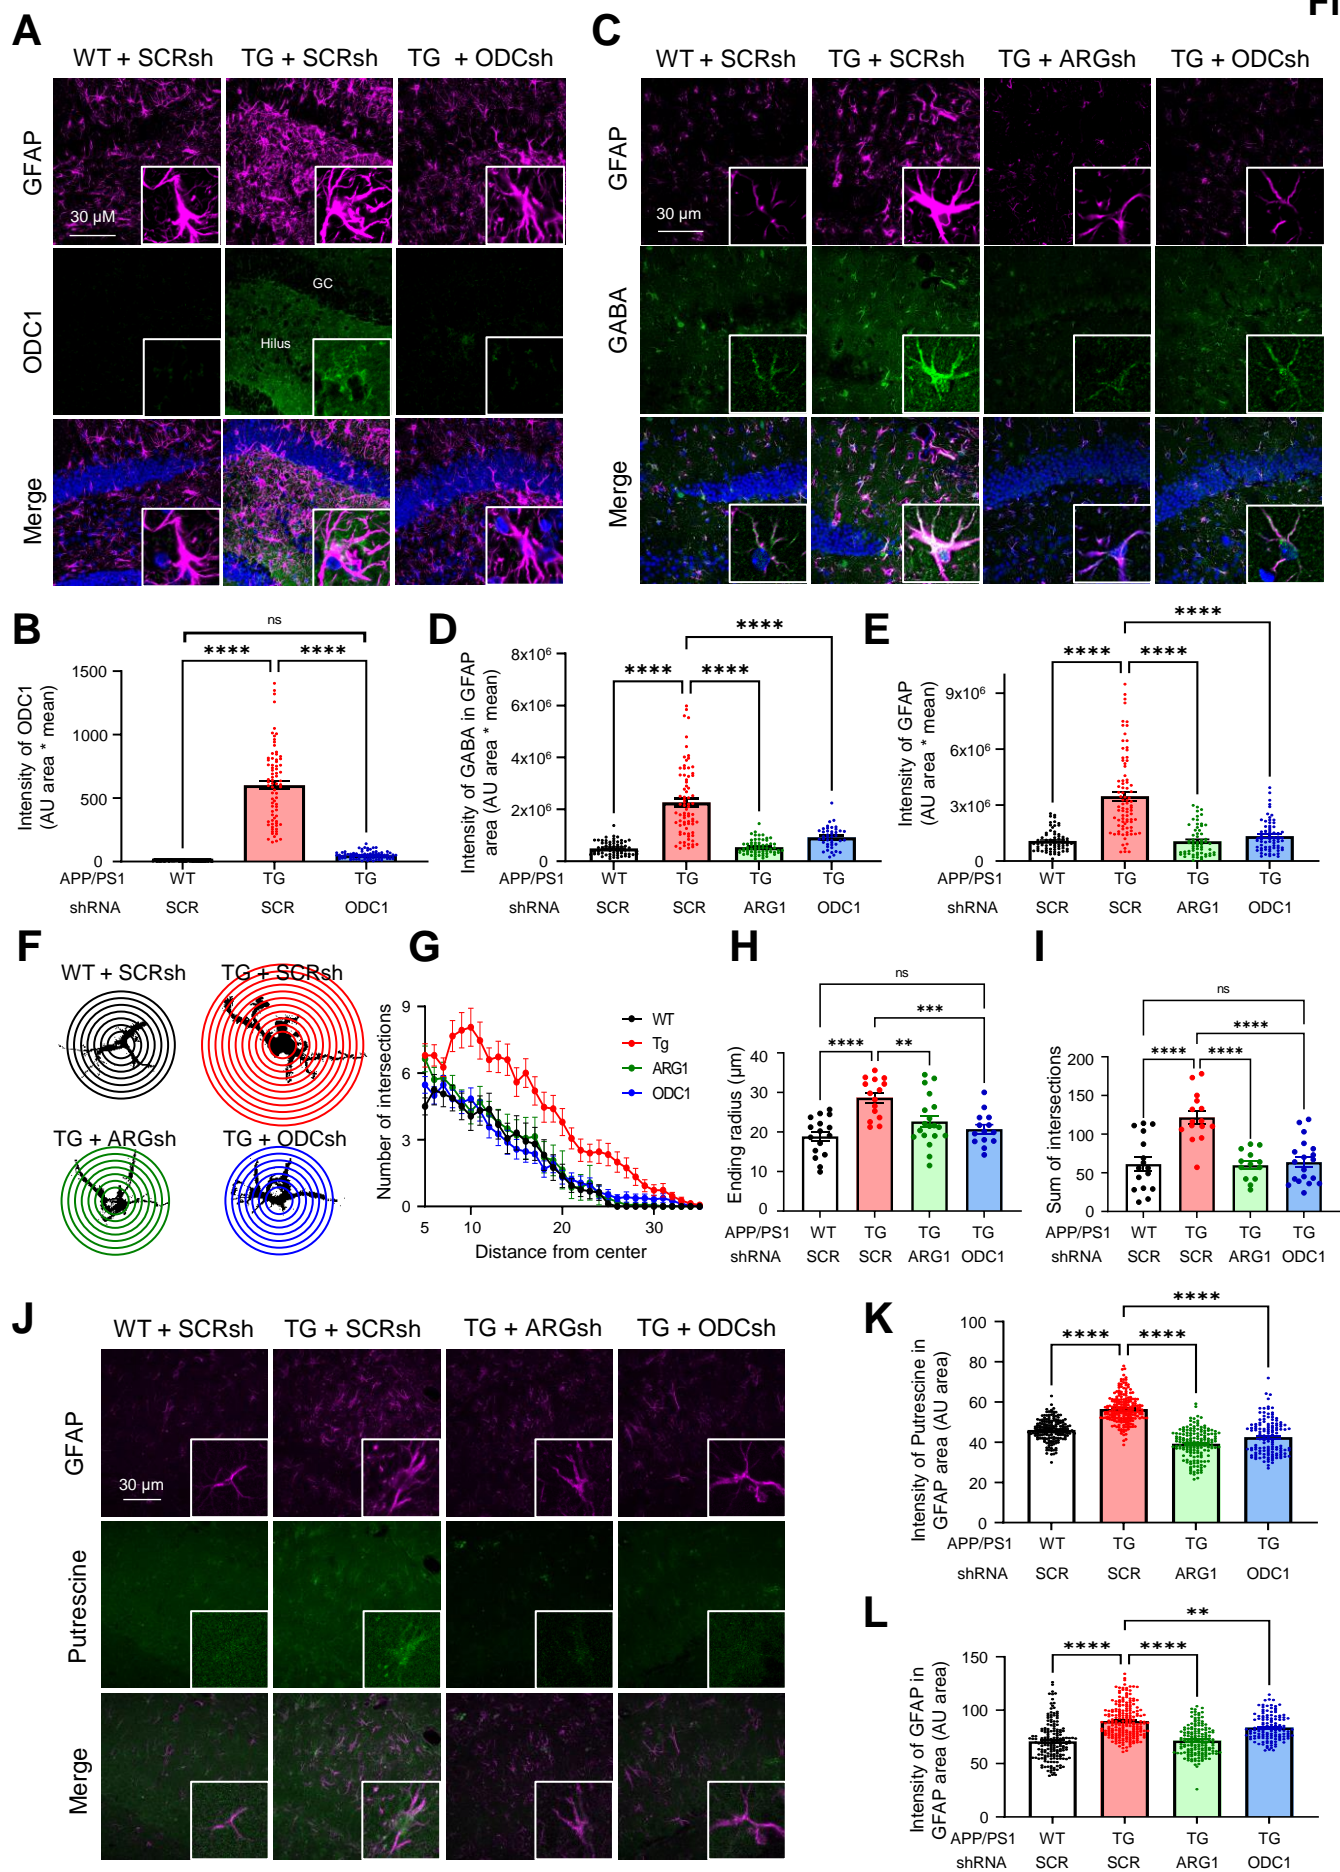 FI
A
WT + SCRsh
TG + SCRsh
TG + ODCsh
GFAP
30 µM
ODC1
GC
Hilus
Merge
C
WT + SCRsh
TG + SCRsh
TG + ARGsh
TG + ODCsh
GFAP
30 µm
GABA
Merge
B
ns
****
****
Intensity of ODC1
(AU area * mean)
1500
1000
500
0
APP/PS1 WT TG TG
shRNA SCR SCR ODC1
D
****
****
****
Intensity of GABA in GFAP
area (AU area * mean)
8x10⁶
6x10⁶
4x10⁶
2x10⁶
0
APP/PS1 WT TG TG TG
shRNA SCR SCR ARG1 ODC1
E
****
****
****
Intensity of GFAP
(AU area * mean)
9x10⁶
6x10⁶
3x10⁶
0
APP/PS1 WT TG TG TG
shRNA SCR SCR ARG1 ODC1
F
WT + SCRsh
TG + SCRsh
TG + ARGsh
TG + ODCsh
G
Number of intersections
9
6
3
0
5 10 20 30
Distance from center
WT
Tg
ARG1
ODC1
H
ns
***
****
**
Ending radius (µm)
40
30
20
10
0
APP/PS1 WT TG TG TG
shRNA SCR SCR ARG1 ODC1
I
ns
****
****
****
Sum of intersections
200
150
100
50
0
APP/PS1 WT TG TG TG
shRNA SCR SCR ARG1 ODC1
J
WT + SCRsh
TG + SCRsh
TG + ARGsh
TG + ODCsh
GFAP
30 µm
Putrescine
Merge
K
****
****
****
Intensity of Putrescine in
GFAP area (AU area)
100
80
60
40
20
0
APP/PS1 WT TG TG TG
shRNA SCR SCR ARG1 ODC1
L
**
****
****
Intensity of GFAP in
GFAP area (AU area)
150
100
50
0
APP/PS1 WT TG TG TG
shRNA SCR SCR ARG1 ODC1